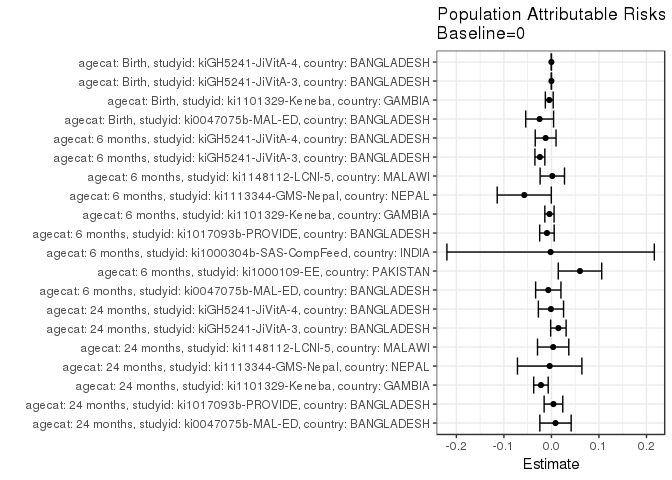 Population Attributable Risks
Baseline=0
agecat: Birth, studyid: kiGH5241-JiVitA-4, country: BANGLADESH
agecat: Birth, studyid: kiGH5241-JiVitA-3, country: BANGLADESH
agecat: Birth, studyid: ki1101329-Keneba, country: GAMBIA
agecat: Birth, studyid: ki0047075b-MAL-ED, country: BANGLADESH
agecat: 6 months, studyid: kiGH5241-JiVitA-4, country: BANGLADESH
agecat: 6 months, studyid: kiGH5241-JiVitA-3, country: BANGLADESH
agecat: 6 months, studyid: ki1148112-LCNI-5, country: MALAWI
agecat: 6 months, studyid: ki1113344-GMS-Nepal, country: NEPAL
agecat: 6 months, studyid: ki1101329-Keneba, country: GAMBIA
agecat: 6 months, studyid: ki1017093b-PROVIDE, country: BANGLADESH
agecat: 6 months, studyid: ki1000304b-SAS-CompFeed, country: INDIA
agecat: 6 months, studyid: ki1000109-EE, country: PAKISTAN
agecat: 6 months, studyid: ki0047075b-MAL-ED, country: BANGLADESH
agecat: 24 months, studyid: kiGH5241-JiVitA-4, country: BANGLADESH
agecat: 24 months, studyid: kiGH5241-JiVitA-3, country: BANGLADESH
agecat: 24 months, studyid: ki1148112-LCNI-5, country: MALAWI
agecat: 24 months, studyid: ki1113344-GMS-Nepal, country: NEPAL
agecat: 24 months, studyid: ki1101329-Keneba, country: GAMBIA
agecat: 24 months, studyid: ki1017093b-PROVIDE, country: BANGLADESH
agecat: 24 months, studyid: ki0047075b-MAL-ED, country: BANGLADESH
-0.2 -0.1 0.0 0.1 0.2
Estimate